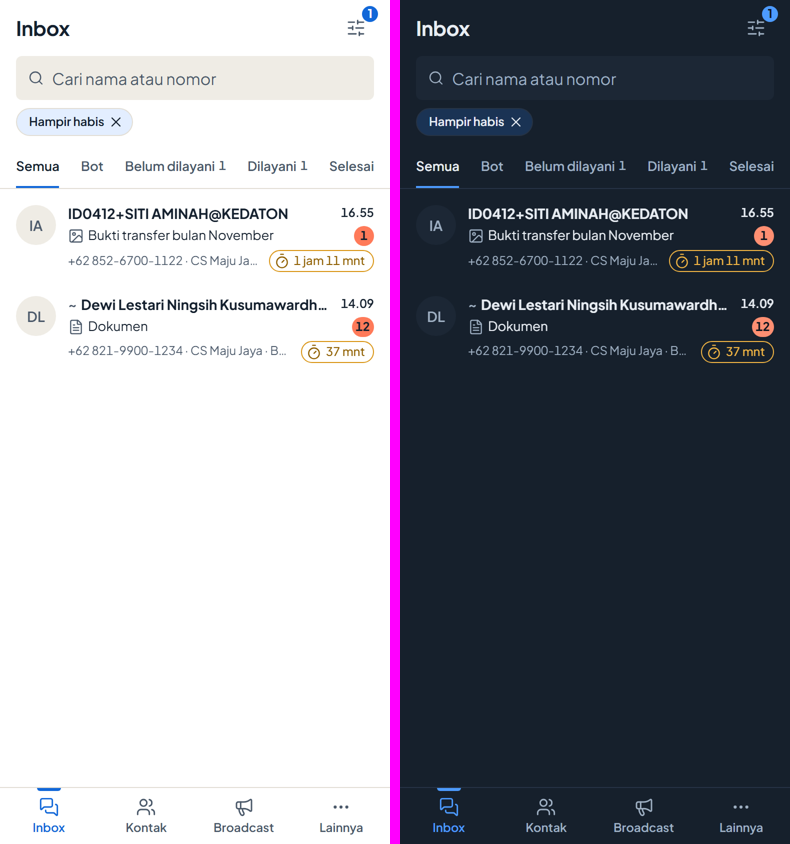 Inbox
1
Cari nama atau nomor
Hampir habis
Semua Bot Belum dilayani 1 Dilayani 1 Selesai
IA
ID0412+SITI AMINAH@KEDATON 16.55
Bukti transfer bulan November 1
+62 852-6700-1122 · CS Maju Ja... 1 jam 11 mnt
DL
~ Dewi Lestari Ningsih Kusumawardh... 14.09
Dokumen 12
+62 821-9900-1234 · CS Maju Jaya · B... 37 mnt
Inbox Kontak Broadcast Lainnya
Inbox
1
Cari nama atau nomor
Hampir habis
Semua Bot Belum dilayani 1 Dilayani 1 Selesai
IA
ID0412+SITI AMINAH@KEDATON 16.55
Bukti transfer bulan November 1
+62 852-6700-1122 · CS Maju Ja... 1 jam 11 mnt
DL
~ Dewi Lestari Ningsih Kusumawardh... 14.09
Dokumen 12
+62 821-9900-1234 · CS Maju Jaya · B... 37 mnt
Inbox Kontak Broadcast Lainnya